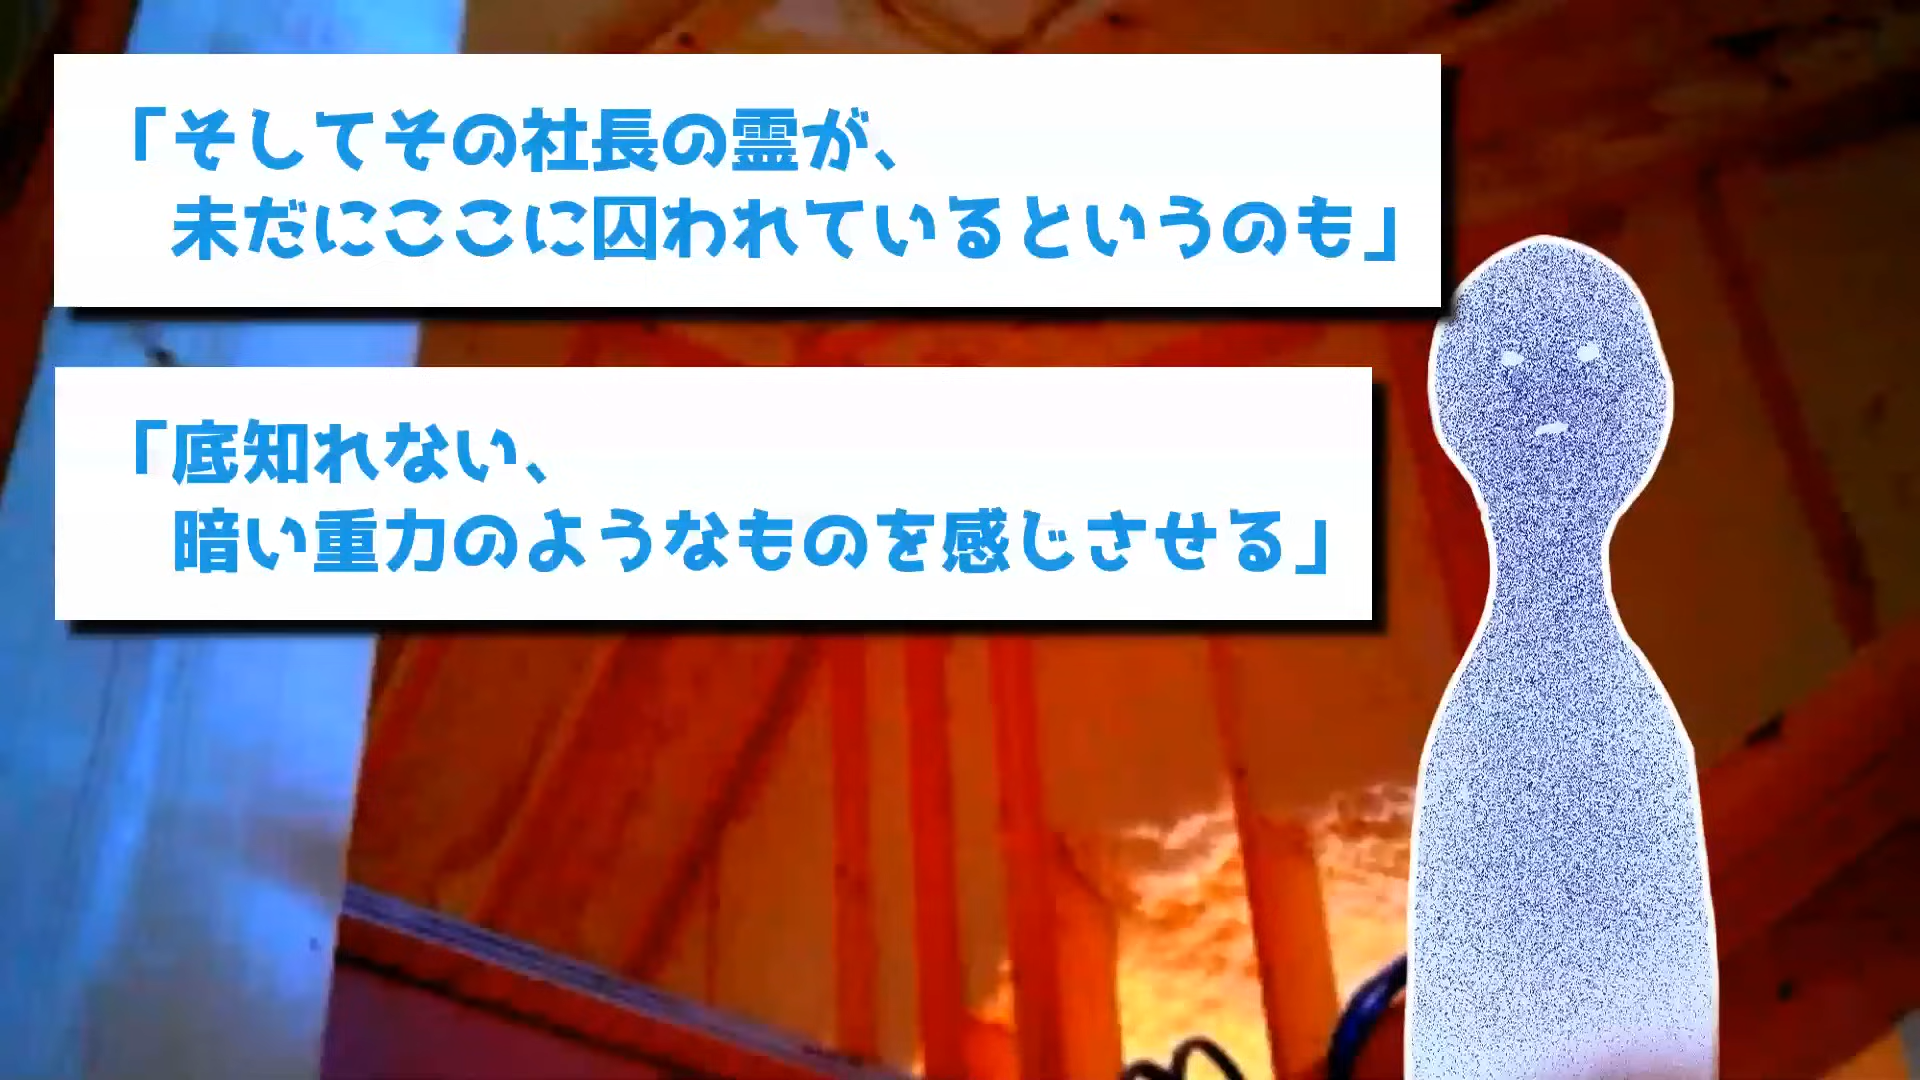 「そしてその社長の霊が、
未だにここに囚われているというのも」
「底知れない、
暗い重力のようなものを感じさせる」